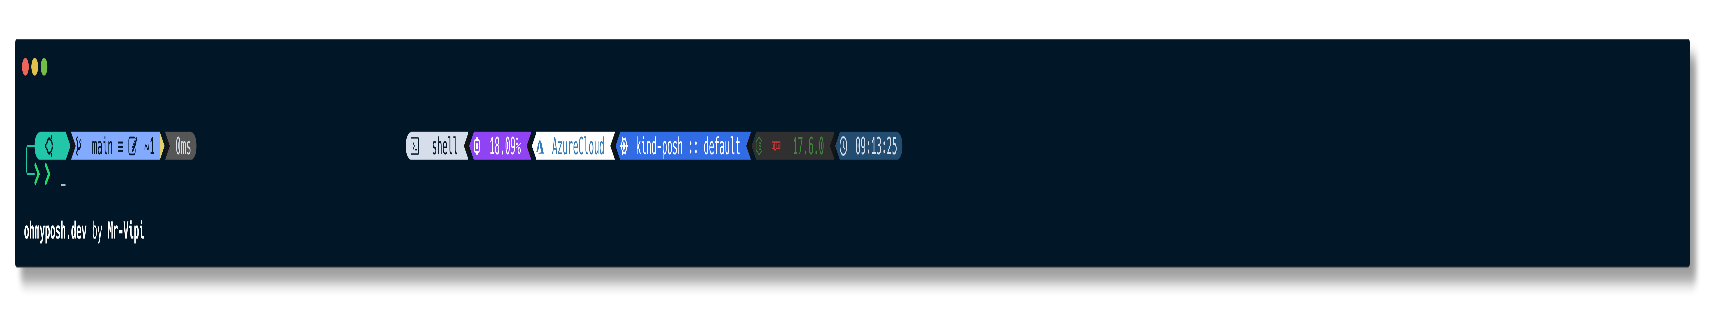 main ≡ ~1 0ms shell 18.09% AzureCloud kind-posh :: default npm 17.6.0 09:13:25
❯❯ _
ohmyposh.dev by Mr-Vipi